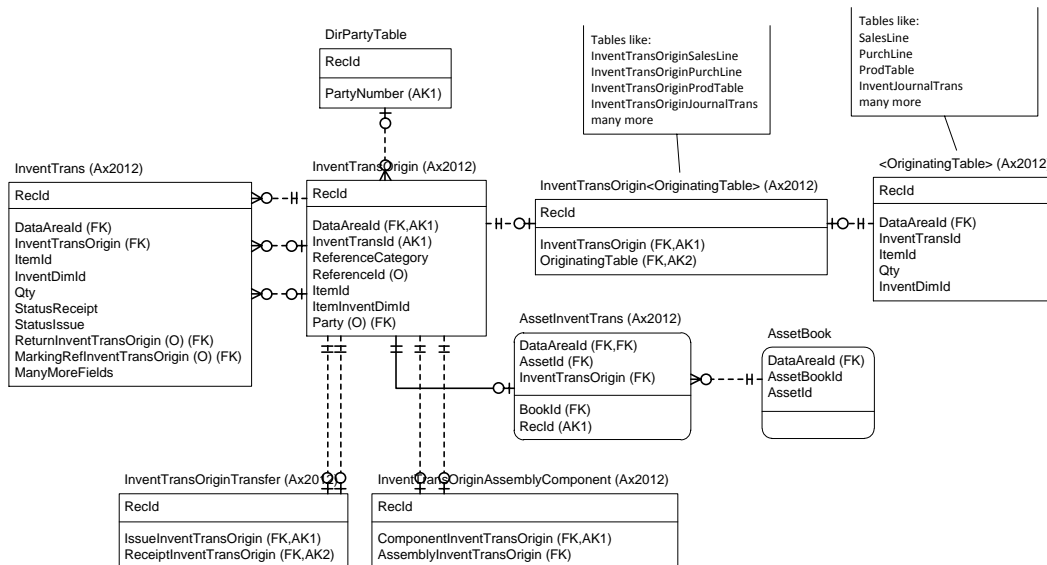 DirPartyTable
RecId
PartyNumber (AK1)
Tables like:
InventTransOriginSalesLine
InventTransOriginPurchLine
InventTransOriginProdTable
InventTransOriginJournalTrans
many more
Tables like:
SalesLine
PurchLine
ProdTable
InventJournalTrans
many more
InventTrans (Ax2012)
RecId
DataAreaId (FK)
InventTransOrigin (FK)
ItemId
InventDimId
Qty
StatusReceipt
StatusIssue
ReturnInventTransOrigin (O) (FK)
MarkingRefInventTransOrigin (O) (FK)
ManyMoreFields
InventTransOrigin (Ax2012)
RecId
DataAreaId (FK,AK1)
InventTransId (AK1)
ReferenceCategory
ReferenceId (O)
ItemId
ItemInventDimId
Party (O) (FK)
InventTransOrigin<OriginatingTable> (Ax2012)
RecId
InventTransOrigin (FK,AK1)
OriginatingTable (FK,AK2)
<OriginatingTable> (Ax2012)
RecId
DataAreaId (FK)
InventTransId
ItemId
Qty
InventDimId
AssetInventTrans (Ax2012)
DataAreaId (FK,FK)
AssetId (FK)
InventTransOrigin (FK)
BookId (FK)
RecId (AK1)
AssetBook
DataAreaId (FK)
AssetBookId
AssetId
InventTransOriginTransfer (Ax2012)
RecId
IssueInventTransOrigin (FK,AK1)
ReceiptInventTransOrigin (FK,AK2)
InventTransOriginAssemblyComponent (Ax2012)
RecId
ComponentInventTransOrigin (FK,AK1)
AssemblyInventTransOrigin (FK)